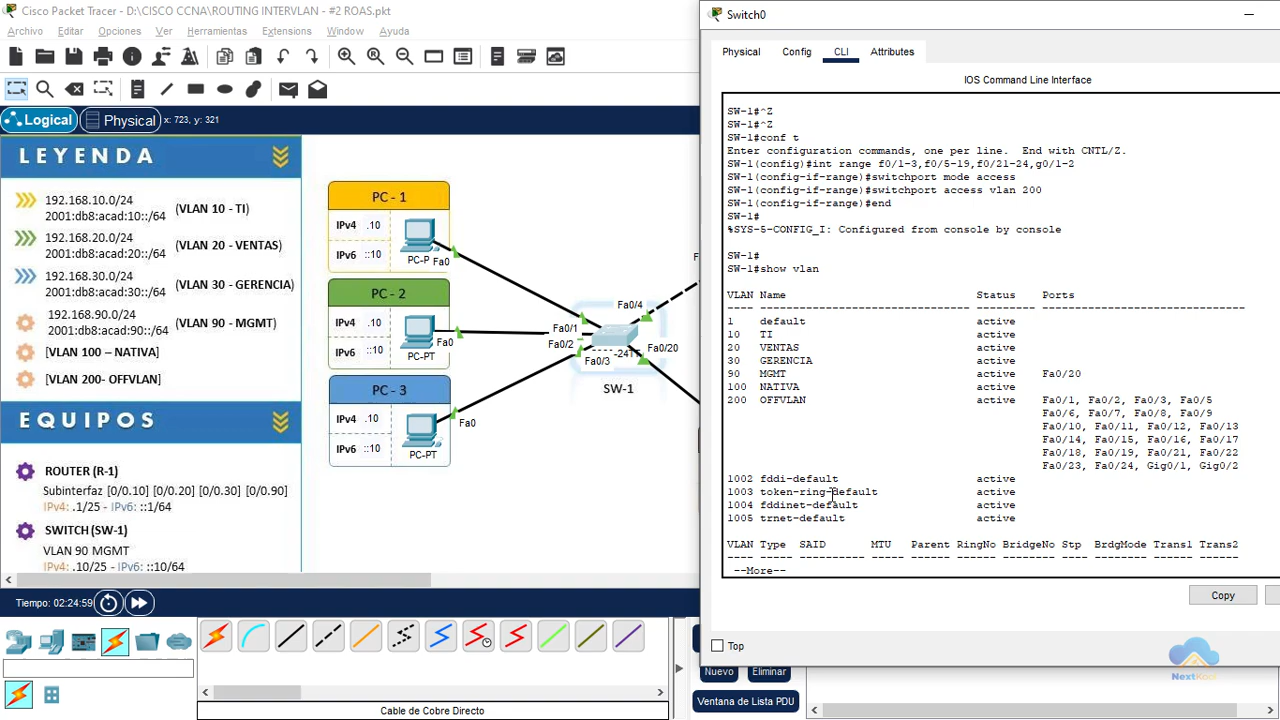 Cisco Packet Tracer - D:\CISCO CCNA\ROUTING INTERVLAN - #2 ROAS.pkt
Archivo Editar Opciones Ver Herramientas Extensions Window Ayuda
Logical Physical x: 723, y: 321
LEYENDA
192.168.10.0/24
2001:db8:acad:10::/64
(VLAN 10 - TI)
192.168.20.0/24
2001:db8:acad:20::/64
(VLAN 20 - VENTAS)
192.168.30.0/24
2001:db8:acad:30::/64
(VLAN 30 - GERENCIA)
192.168.90.0/24
2001:db8:acad:90::/64
(VLAN 90 - MGMT)
[VLAN 100 – NATIVA]
[VLAN 200- OFFVLAN]
EQUIPOS
ROUTER (R-1)
Subinterfaz [0/0.10] [0/0.20] [0/0.30] [0/0.90]
IPv4: .1/25 - IPv6: ::1/64
SWITCH (SW-1)
VLAN 90 MGMT
IPv4: .10/25 - IPv6: ::10/64
PC - 1
IPv4 .10
IPv6 ::10
PC-P
Fa0
PC - 2
IPv4 .10
IPv6 ::10
PC-PT
Fa0
PC - 3
IPv4 .10
IPv6 ::10
PC-PT
Fa0
Fa0/4
Fa0/1
Fa0/2
Fa0/3
Fa0/20
SW-1
Tiempo: 02:24:59
Cable de Cobre Directo
Nuevo Eliminar
Ventana de Lista PDU
Switch0
Physical Config CLI Attributes
IOS Command Line Interface
SW-1#^Z
SW-1#^Z
SW-1#conf t
Enter configuration commands, one per line. End with CNTL/Z.
SW-1(config)#int range f0/1-3,f0/5-19,f0/21-24,g0/1-2
SW-1(config-if-range)#switchport mode access
SW-1(config-if-range)#switchport access vlan 200
SW-1(config-if-range)#end
SW-1#
%SYS-5-CONFIG_I: Configured from console by console
SW-1#
SW-1#show vlan
VLAN Name Status Ports
---- -------------------------------- --------- -------------------------------
1 default active
10 TI active
20 VENTAS active
30 GERENCIA active
90 MGMT active Fa0/20
100 NATIVA active
200 OFFVLAN active Fa0/1, Fa0/2, Fa0/3, Fa0/5
Fa0/6, Fa0/7, Fa0/8, Fa0/9
Fa0/10, Fa0/11, Fa0/12, Fa0/13
Fa0/14, Fa0/15, Fa0/16, Fa0/17
Fa0/18, Fa0/19, Fa0/21, Fa0/22
Fa0/23, Fa0/24, Gig0/1, Gig0/2
1002 fddi-default active
1003 token-ring-default active
1004 fddinet-default active
1005 trnet-default active
VLAN Type SAID MTU Parent RingNo BridgeNo Stp BrdgMode Trans1 Trans2
---- ----- ---------- ----- ------ ------ -------- ---- -------- ------ ------
--More--
Copy
Top